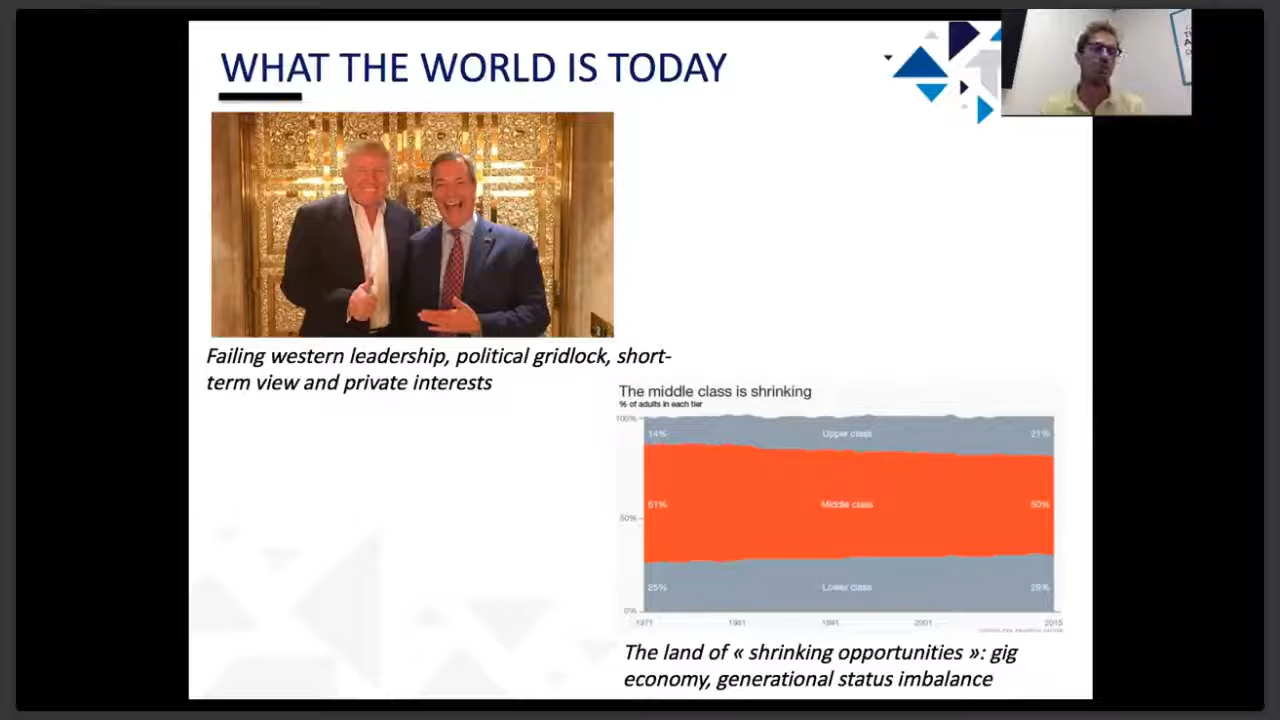 WHAT THE WORLD IS TODAY
Failing western leadership, political gridlock, short-
term view and private interests
The middle class is shrinking
% of adults in each tier
100%
14%
Upper class
21%
61%
Middle class
50%
50%
25%
Lower class
29%
0%
1971
1981
1991
2001
2015
The land of « shrinking opportunities »: gig
economy, generational status imbalance